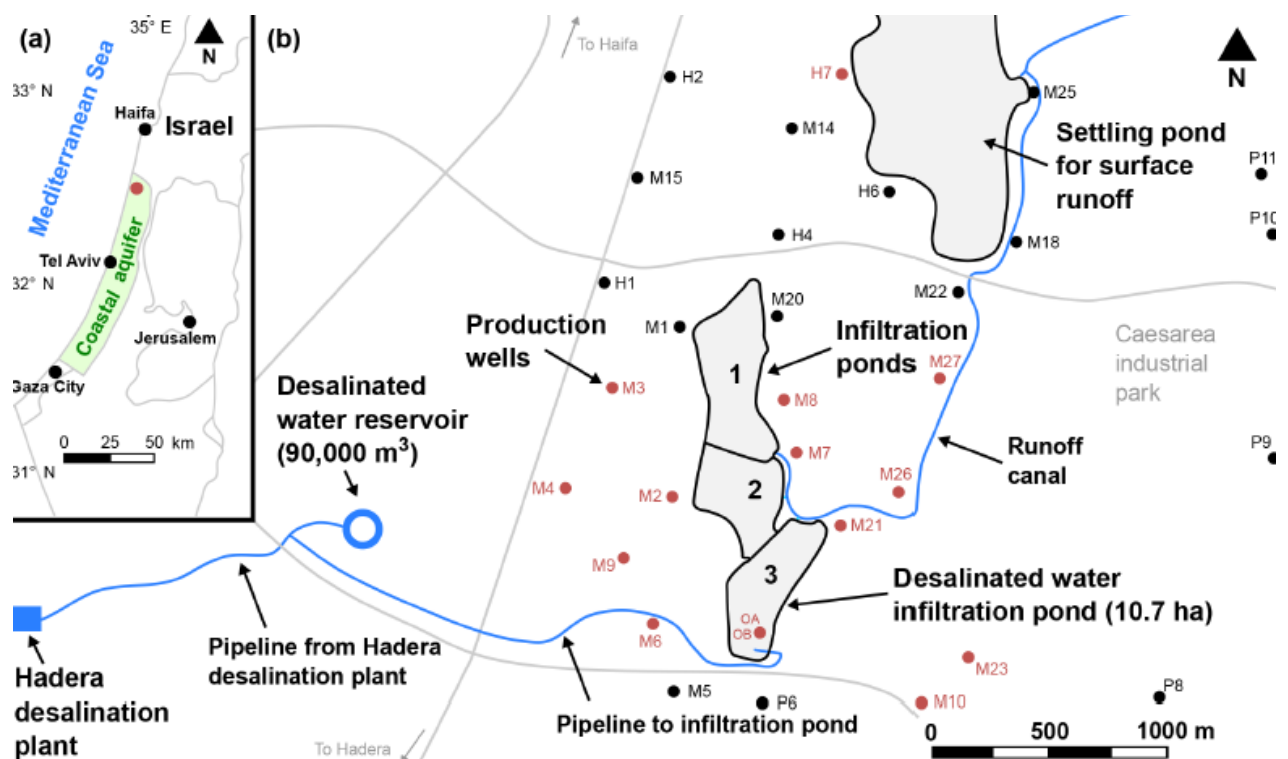 (a)
35° E
N
33° N
Mediterranean Sea
Haifa
Israel
Tel Aviv
32° N
Coastal aquifer
Jerusalem
Gaza City
0 25 50 km
31° N
(b)
To Haifa
N
H2
H7
M25
M14
Settling pond
for surface
runoff
P11
M15
H6
P10
H4
M18
H1
M22
M20
M1
Production
wells
Infiltration
ponds
Caesarea
industrial
park
1
M27
M3
M8
Desalinated
water reservoir
(90,000 m³)
Runoff
canal
M7
P9
M4
M2
2
M26
M21
M9
3
Desalinated water
infiltration pond (10.7 ha)
OA
OB
M6
Pipeline from Hadera
desalination plant
M23
Hadera
desalination
plant
M5
P6
P8
M10
Pipeline to infiltration pond
To Hadera
0 500 1000 m